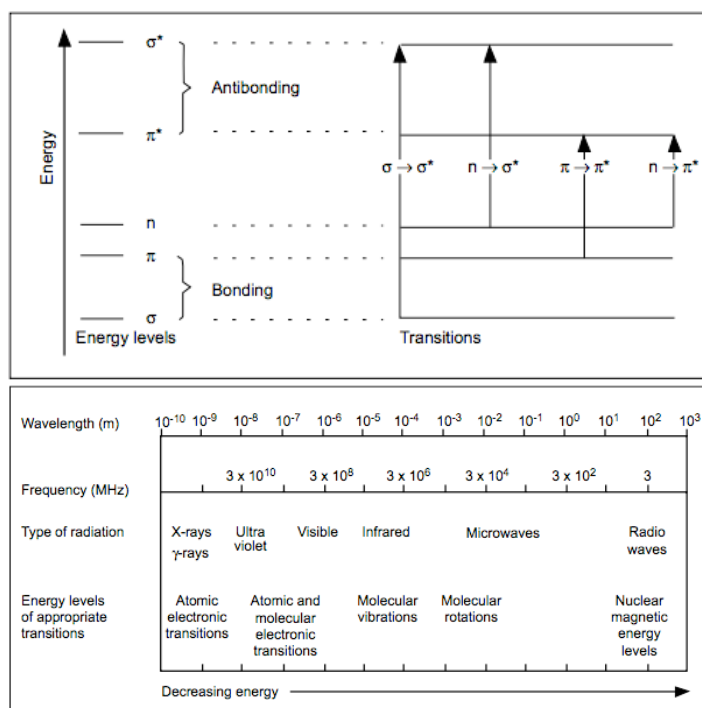 σ*
Antibonding
π*
Energy
σ → σ* n → σ* π → π* n → π*
n
π
Bonding
σ
Energy levels Transitions
Wavelength (m) 10⁻¹⁰ 10⁻⁹ 10⁻⁸ 10⁻⁷ 10⁻⁶ 10⁻⁵ 10⁻⁴ 10⁻³ 10⁻² 10⁻¹ 10⁰ 10¹ 10² 10³
Frequency (MHz) 3 x 10¹⁰ 3 x 10⁸ 3 x 10⁶ 3 x 10⁴ 3 x 10² 3
Type of radiation X-rays Ultra Visible Infrared Microwaves Radio
γ-rays violet waves
Energy levels Atomic Atomic and Molecular Molecular Nuclear
of appropriate electronic molecular vibrations rotations magnetic
transitions transitions electronic energy
transitions levels
Decreasing energy